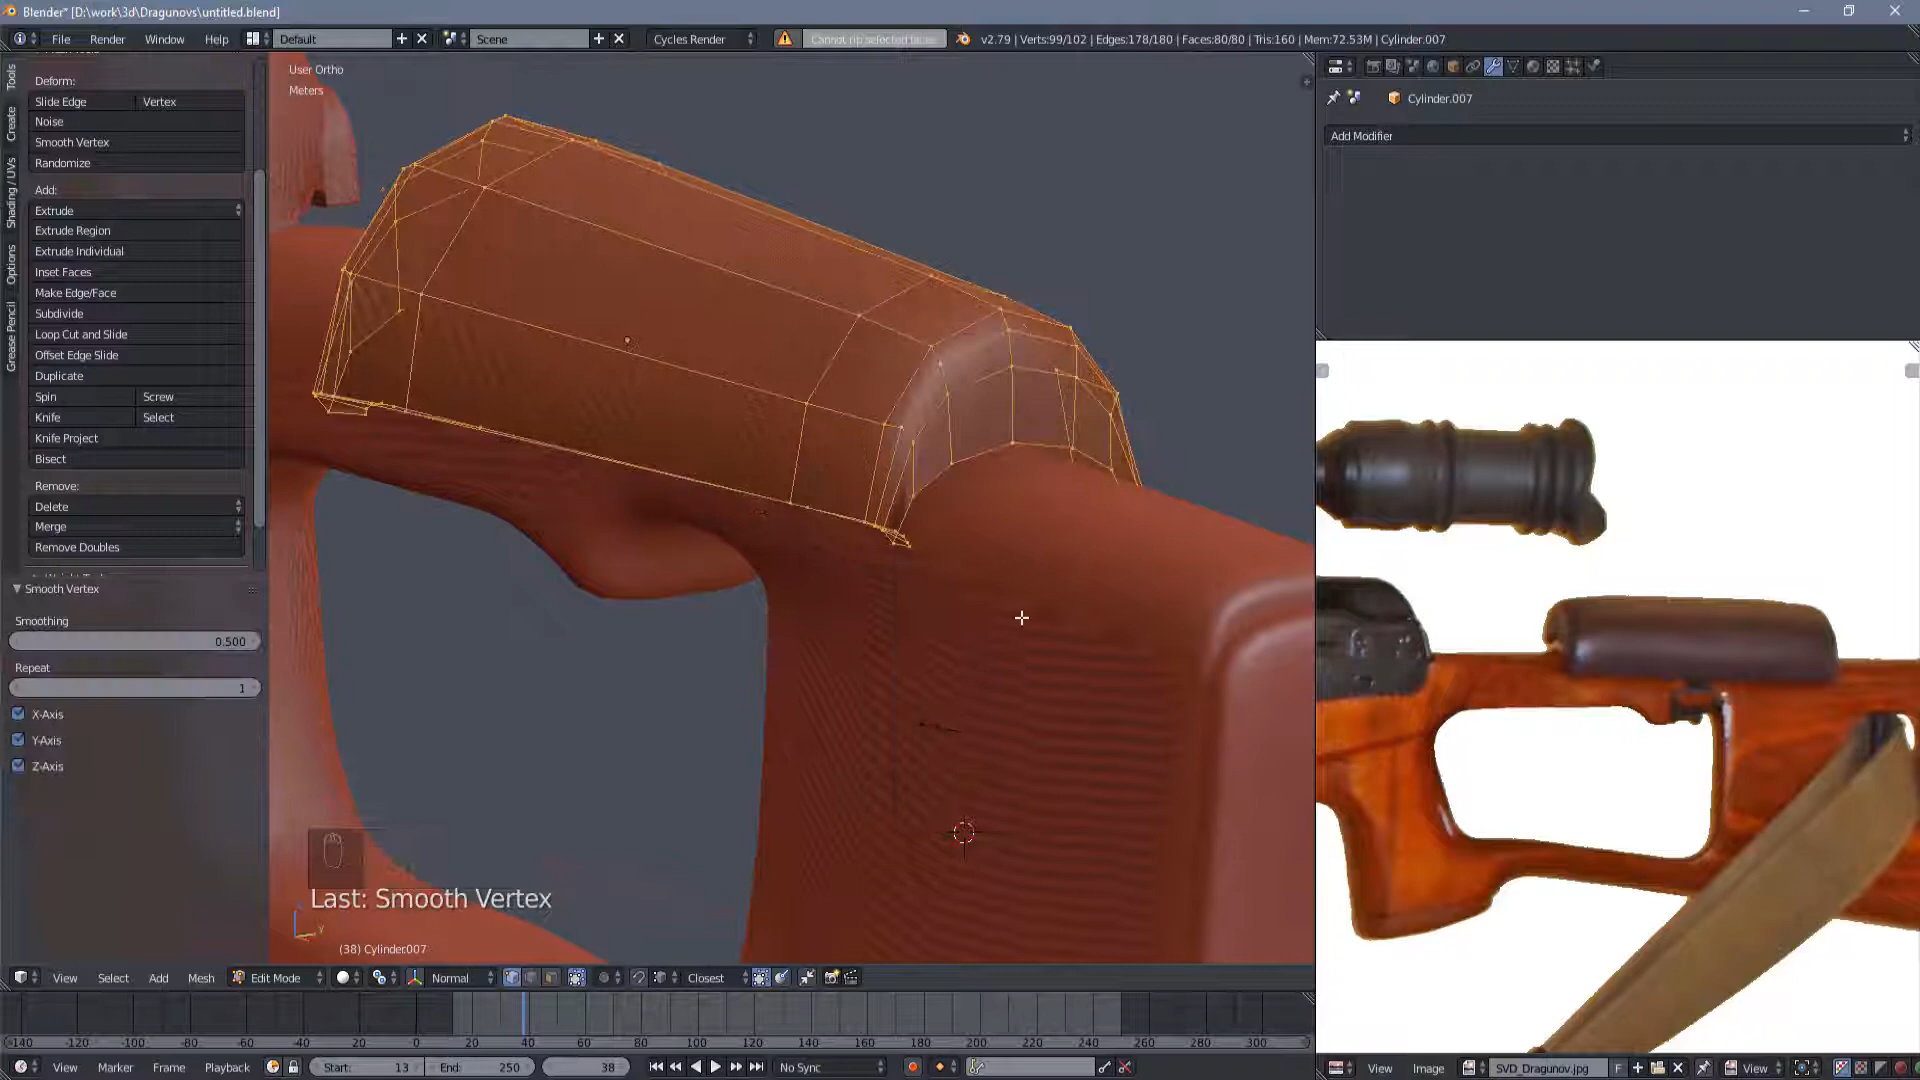 Blender* [D:\work\3d\Dragunovs\untitled.blend]
File Render Window Help Default Scene Cycles Render Cannot rip selected faces v2.79 | Verts:99/102 | Edges:178/180 | Faces:80/80 | Tris:160 | Mem:72.53M | Cylinder.007
Tools
Create
Shading / UVs
Options
Grease Pencil
Deform:
Slide Edge Vertex
Noise
Smooth Vertex
Randomize
Add:
Extrude
Extrude Region
Extrude Individual
Inset Faces
Make Edge/Face
Subdivide
Loop Cut and Slide
Offset Edge Slide
Duplicate
Spin Screw
Knife Select
Knife Project
Bisect
Remove:
Delete
Merge
Remove Doubles
Smooth Vertex
Smoothing
0.500
Repeat
1
X-Axis
Y-Axis
Z-Axis
User Ortho
Meters
Last: Smooth Vertex
(38) Cylinder.007
Cylinder.007
Add Modifier
View Select Add Mesh Edit Mode Normal Closest
-140 -120 -100 -80 -60 -40 -20 0 20 40 60 80 100 120 140 160 180 200 220 240 260 280 300
View Marker Frame Playback Start: 13 End: 250 38 No Sync
View Image SVD_Dragunov.jpg F View